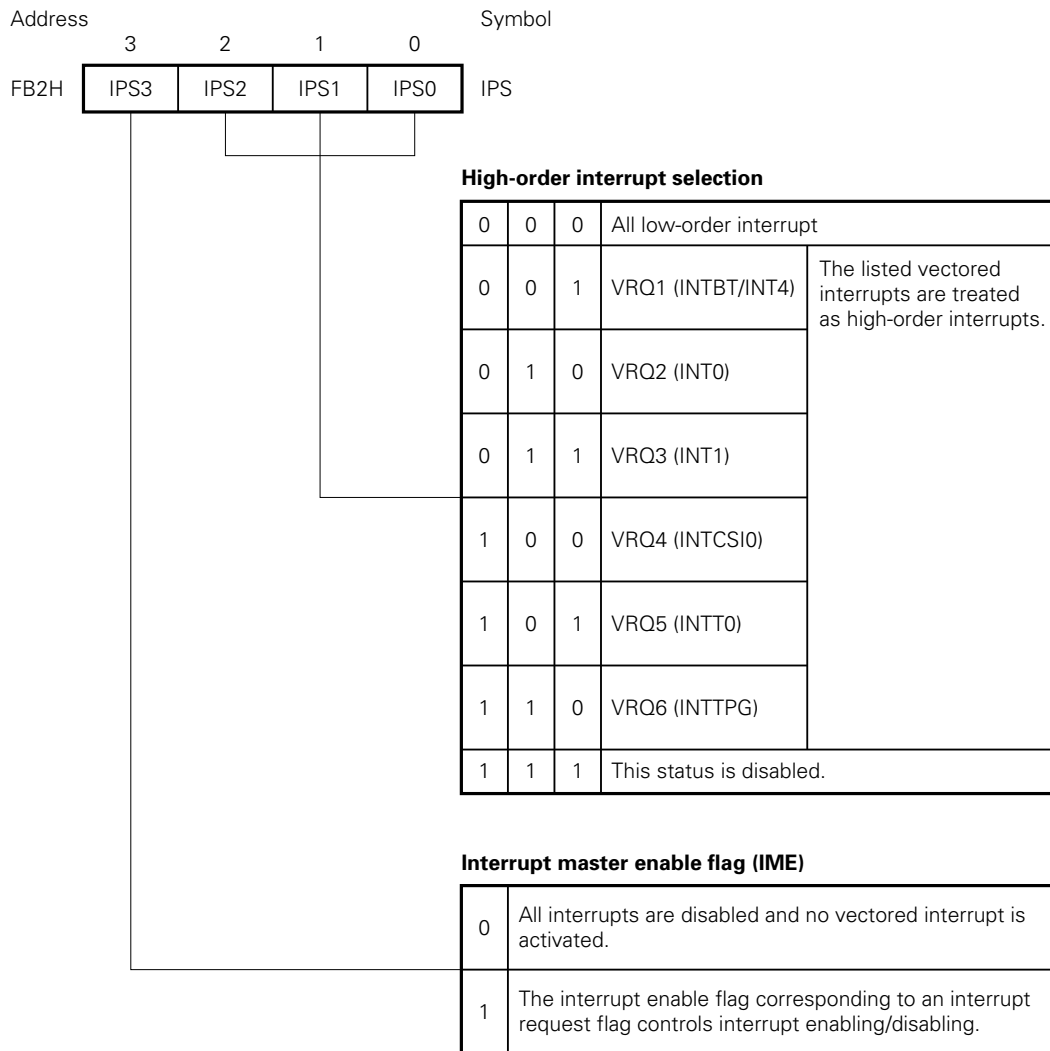 Address Symbol
3 2 1 0
FB2H IPS3 IPS2 IPS1 IPS0 IPS
High-order interrupt selection
0 0 0 All low-order interrupt
0 0 1 VRQ1 (INTBT/INT4) The listed vectored
interrupts are treated
as high-order interrupts.
0 1 0 VRQ2 (INT0)
0 1 1 VRQ3 (INT1)
1 0 0 VRQ4 (INTCSI0)
1 0 1 VRQ5 (INTT0)
1 1 0 VRQ6 (INTTPG)
1 1 1 This status is disabled.
Interrupt master enable flag (IME)
0 All interrupts are disabled and no vectored interrupt is
activated.
1 The interrupt enable flag corresponding to an interrupt
request flag controls interrupt enabling/disabling.